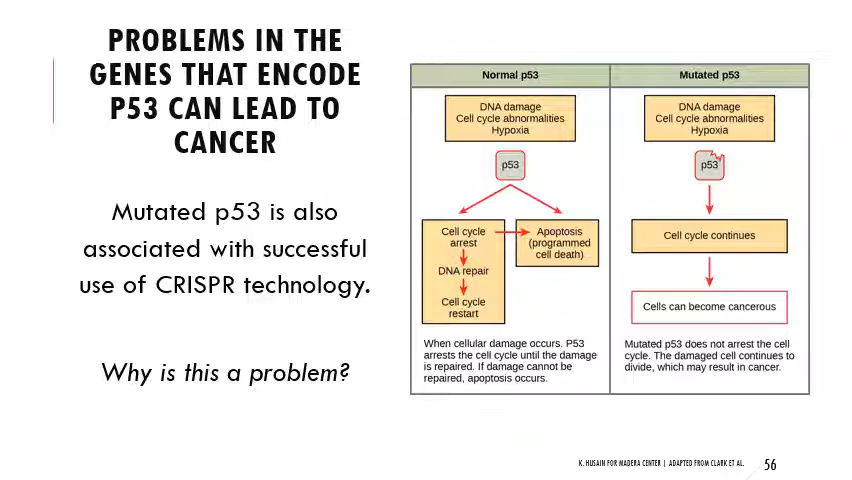 PROBLEMS IN THE
GENES THAT ENCODE
P53 CAN LEAD TO
CANCER
Mutated p53 is also
associated with successful
use of CRISPR technology.
Why is this a problem?
Normal p53
DNA damage
Cell cycle abnormalities
Hypoxia
p53
Cell cycle
arrest
DNA repair
Cell cycle
restart
Apoptosis
(programmed
cell death)
When cellular damage occurs. P53
arrests the cell cycle until the damage
is repaired. If damage cannot be
repaired, apoptosis occurs.
Mutated p53
DNA damage
Cell cycle abnormalities
Hypoxia
p53
Cell cycle continues
Cells can become cancerous
Mutated p53 does not arrest the cell
cycle. The damaged cell continues to
divide, which may result in cancer.
K. HUSAIN FOR MADERA CENTER | ADAPTED FROM CLARK ET AL.
56